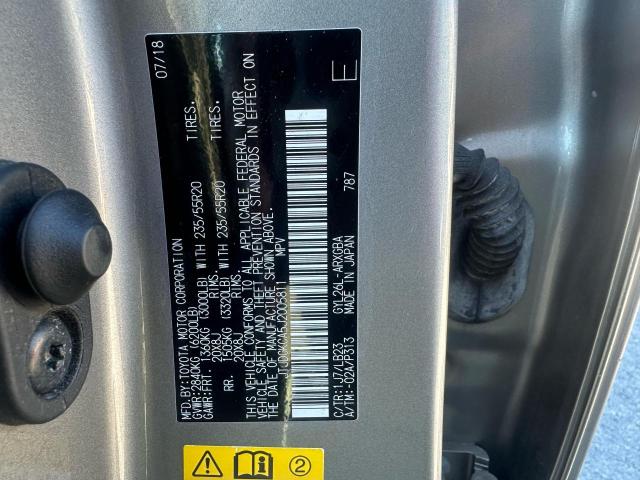 MFD.BY:TOYOTA MOTOR CORPORATION 07/18
GVWR:2840KG (6200LB)
GAWR:FRT. 1360KG (3000LB) WITH 235/55R20 TIRES.
20X8J RIMS.
RR. 1505KG (3320LB) WITH 235/55R20 TIRES.
20X8J RIMS.
THIS VEHICLE CONFORMS TO ALL APPLICABLE FEDERAL MOTOR
VEHICLE SAFETY AND THEFT PREVENTION STANDARDS IN EFFECT ON
THE DATE OF MANUFACTURE SHOWN ABOVE.
MPV
E
C/TR:1J7/LB23 GYL26L-ARXGBA 787
A/TM:-02A/P313 MADE IN JAPAN
2